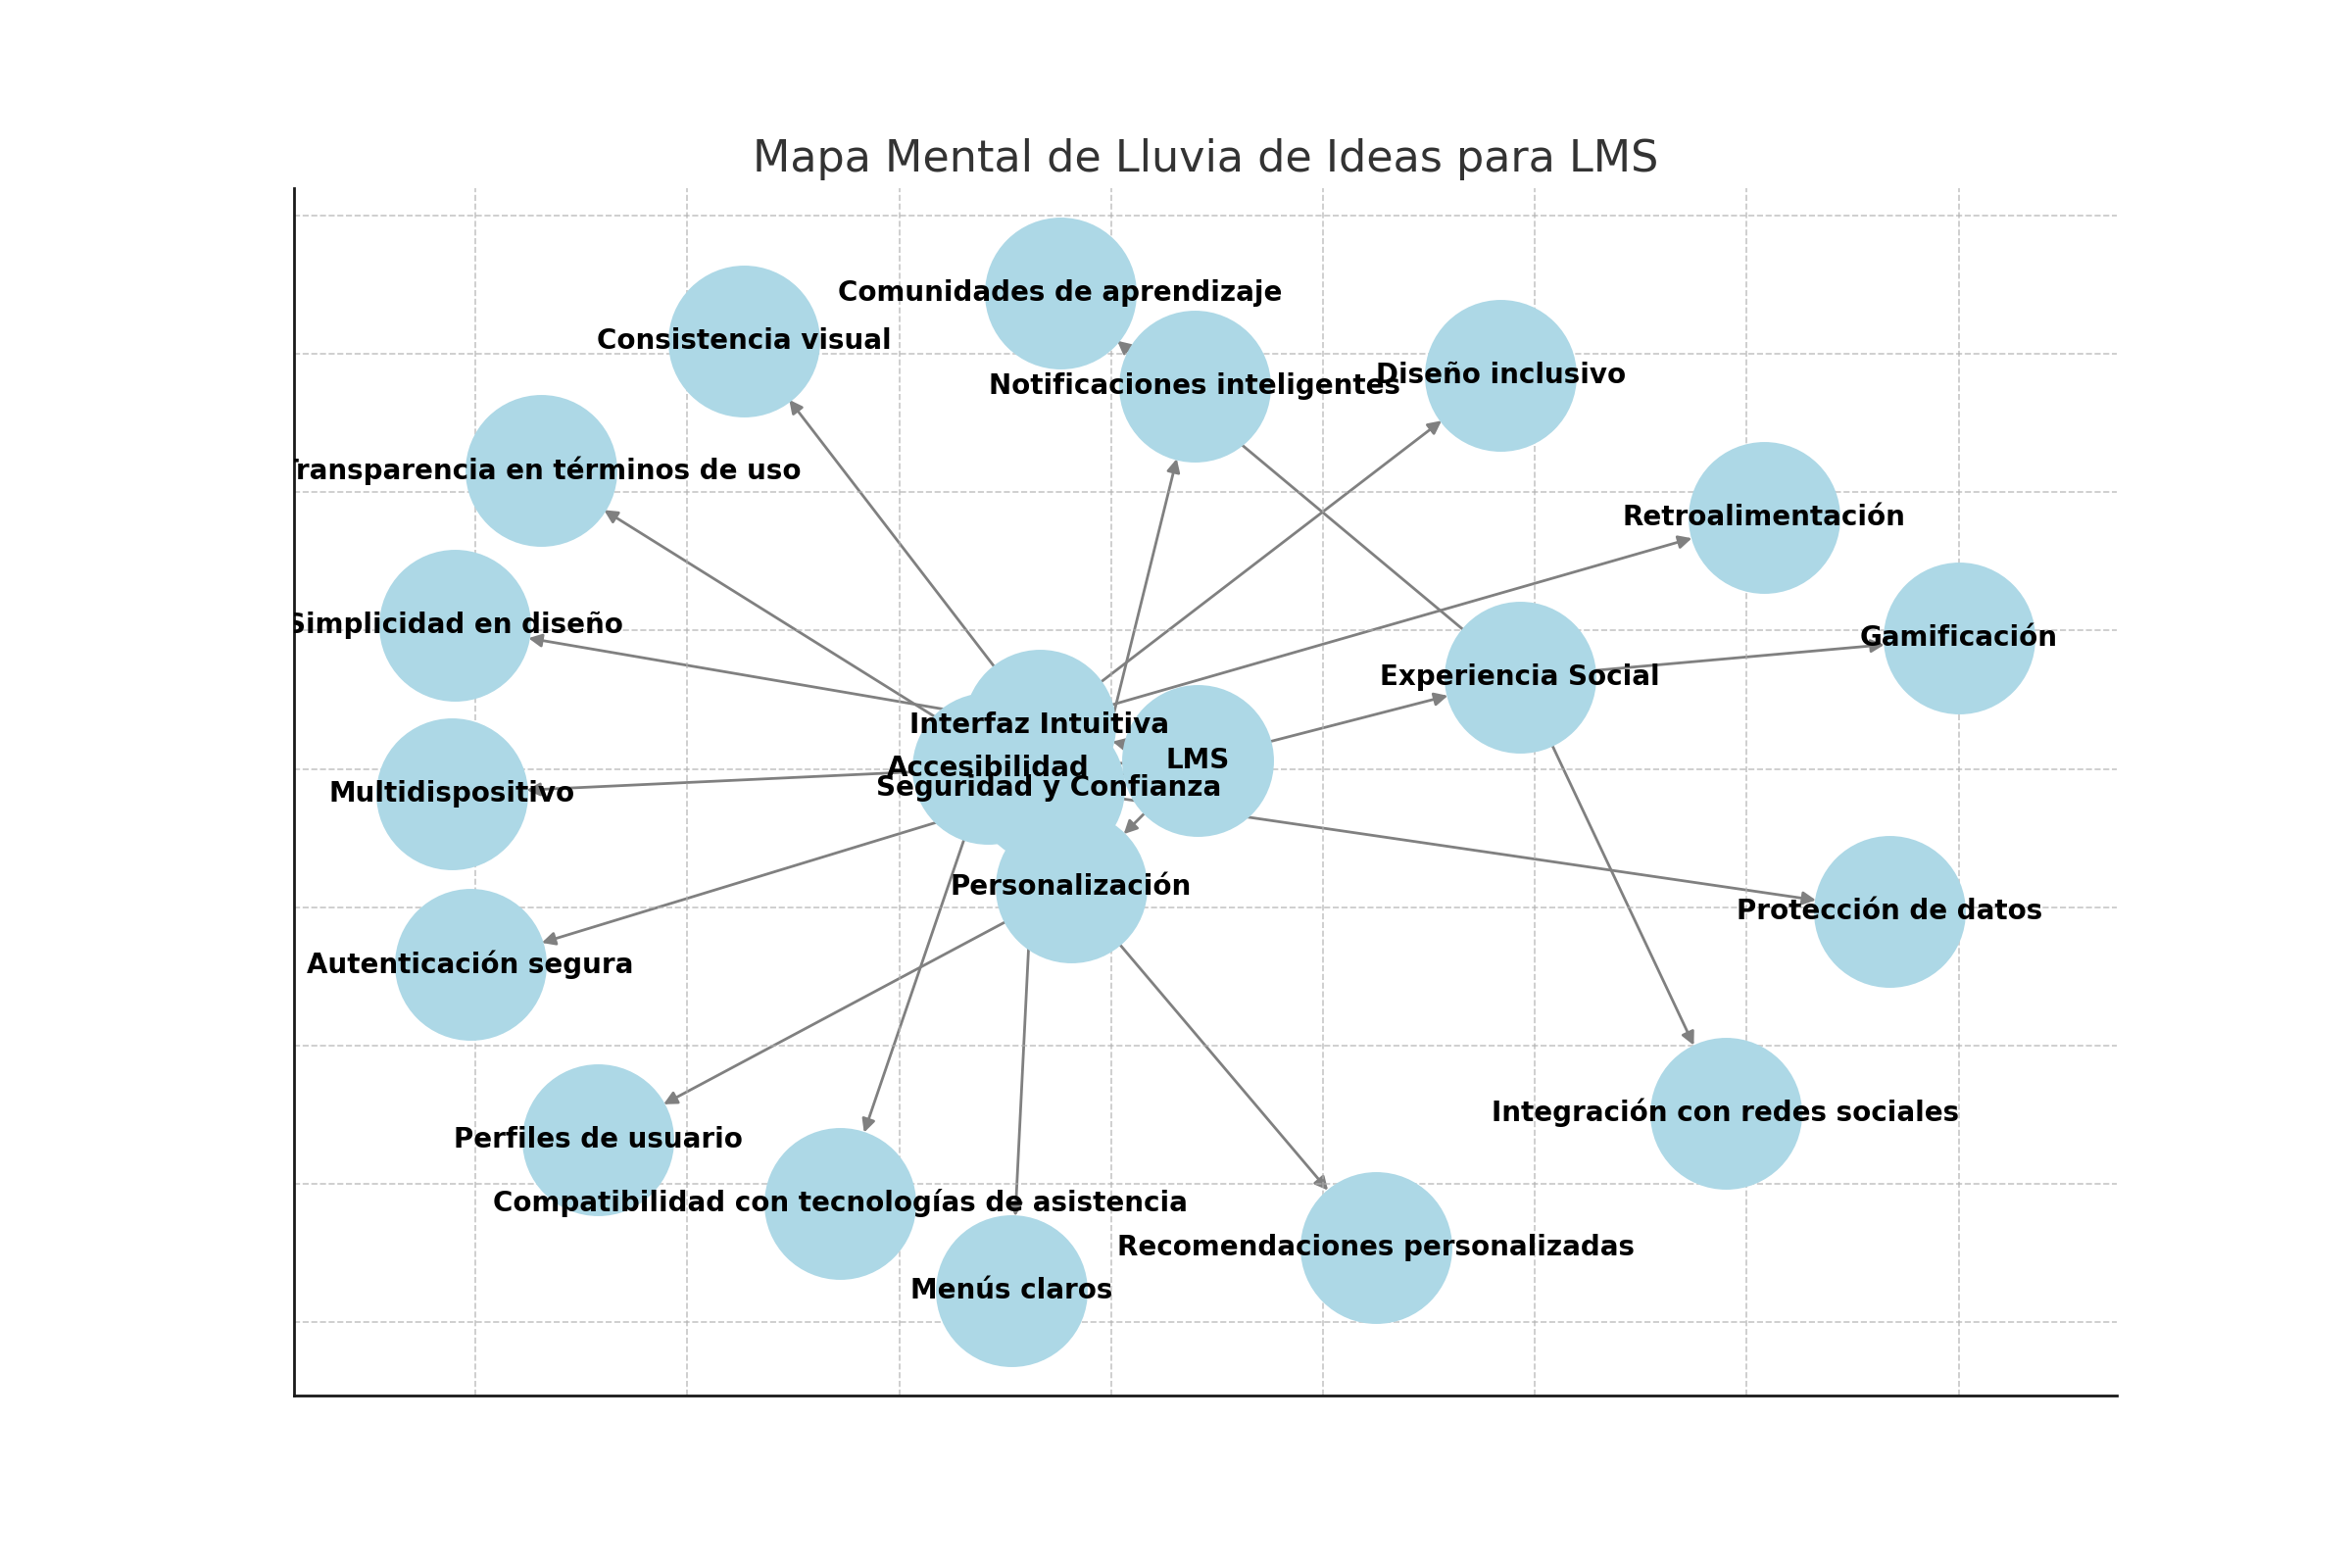 Mapa Mental de Lluvia de Ideas para LMS
Comunidades de aprendizaje
Consistencia visual
Diseño inclusivo
Notificaciones inteligentes
Transparencia en términos de uso
Retroalimentación
Simplicidad en diseño
Gamificación
Experiencia Social
Interfaz Intuitiva
LMS
Accesibilidad
Seguridad y Confianza
Multidispositivo
Personalización
Protección de datos
Autenticación segura
Integración con redes sociales
Perfiles de usuario
Compatibilidad con tecnologías de asistencia
Recomendaciones personalizadas
Menús claros